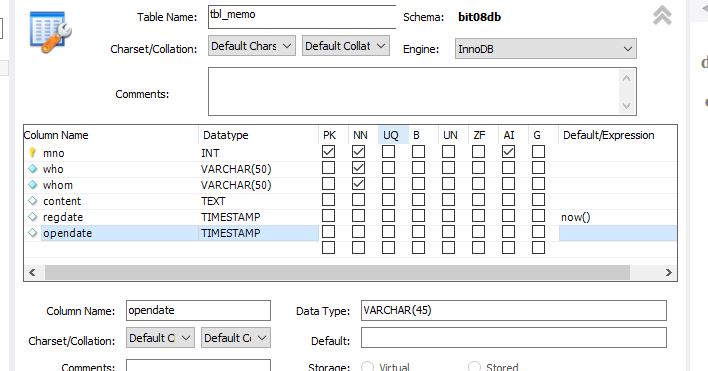 Table Name: tbl_memo Schema: bit08db
Charset/Collation: Default Chars Default Collat Engine: InnoDB
Comments:
Column Name Datatype PK NN UQ B UN ZF AI G Default/Expression
mno INT
who VARCHAR(50)
whom VARCHAR(50)
content TEXT
regdate TIMESTAMP now()
opendate TIMESTAMP
Column Name: opendate Data Type: VARCHAR(45)
Charset/Collation: Default C Default Co Default:
Comments: Storage: Virtual Stored